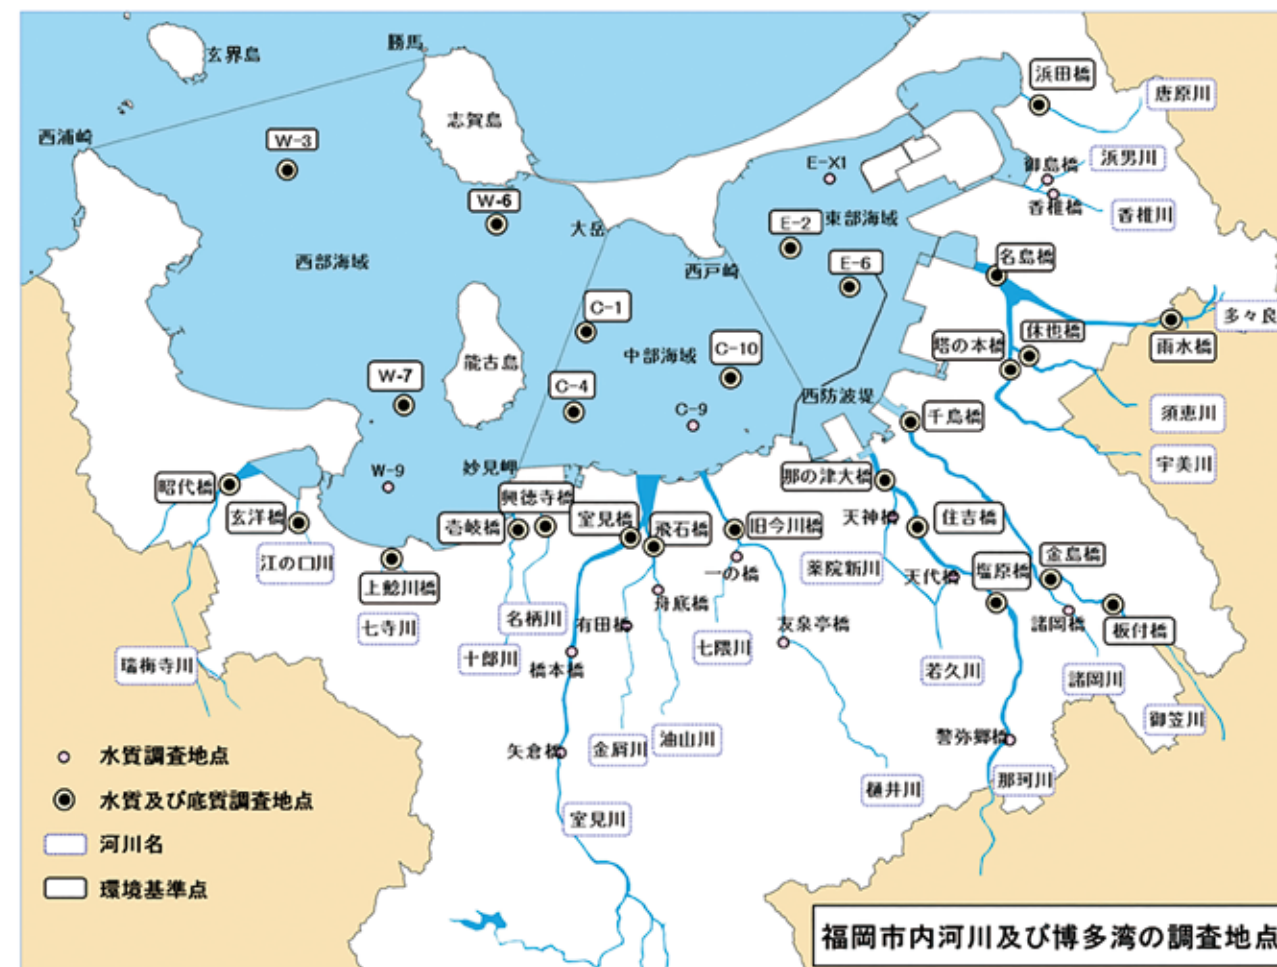 玄界島
勝馬
志賀島
浜田橋
唐原川
西浦崎
W-3
E-X1
御島橋
浜男川
香椎橋
香椎川
W-6
大岳
E-2
東部海域
西部海域
西戸崎
E-6
名島橋
C-1
多々良
休也橋
塔の本橋
雨水橋
中部海域
C-10
能古島
W-7
C-4
C-9
西防波堤
千鳥橋
須恵川
宇美川
W-9
妙見岬
昭代橋
玄洋橋
興徳寺橋
壱岐橋
室見橋
飛石橋
旧今川橋
那の津大橋
天神橋
住吉橋
江の口川
上鯰川橋
一の橋
薬院新川
天代橋
塩原橋
金島橋
七寺川
名柄川
舟底橋
有田橋
友泉亭橋
諸岡橋
板付橋
瑞梅寺川
十郎川
橋本橋
七隈川
若久川
諸岡川
御笠川
矢倉橋
金屑川
油山川
警弥郷橋
樋井川
那珂川
室見川
水質調査地点
水質及び底質調査地点
河川名
環境基準点
福岡市内河川及び博多湾の調査地点